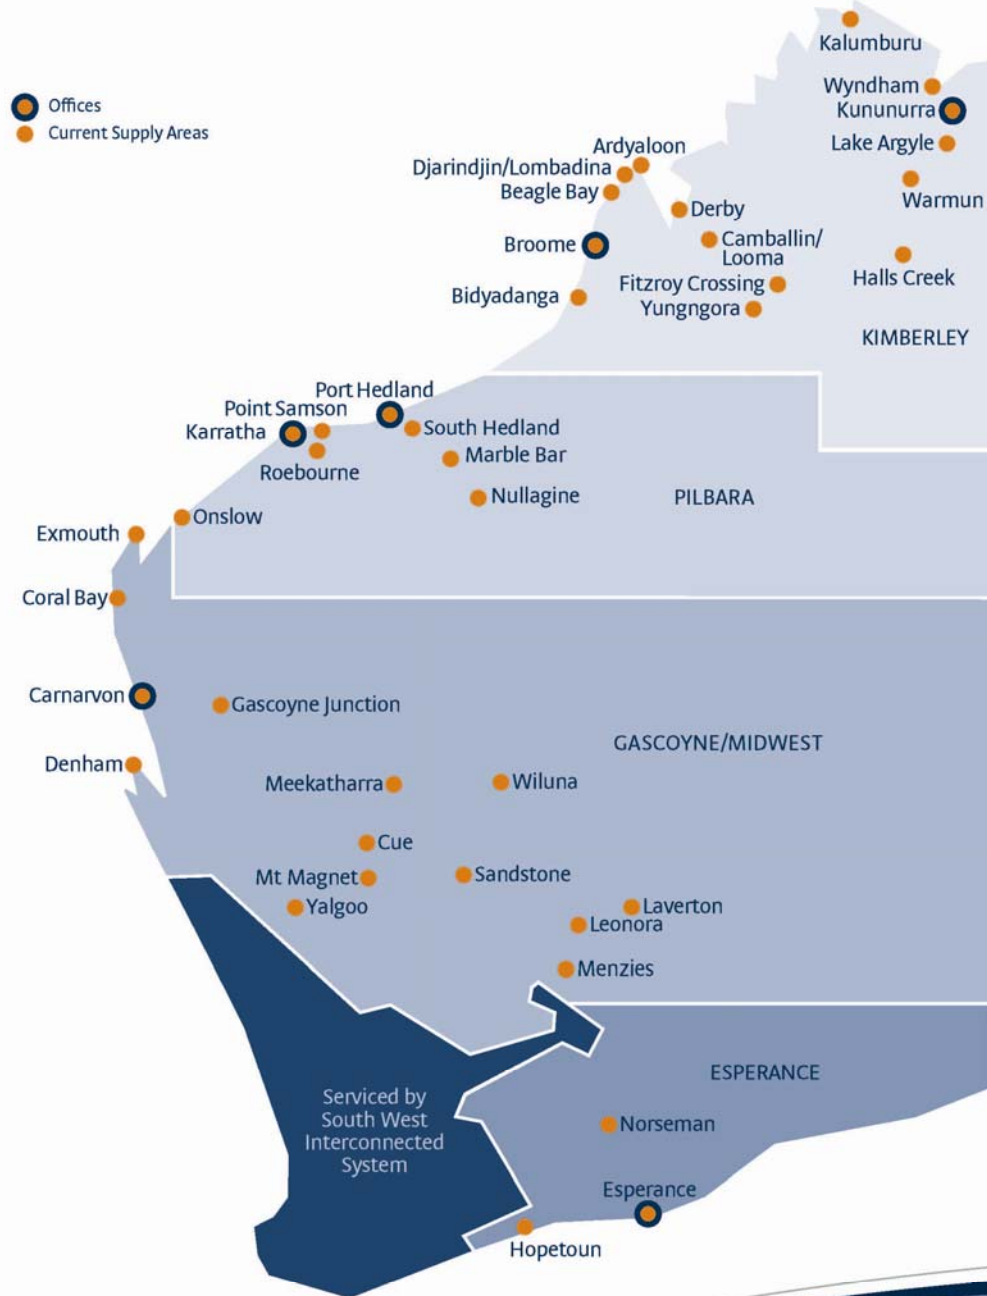 Kalumburu
Wyndham
Offices
Kununurra
Current Supply Areas
Lake Argyle
Ardyaloon
Djarindjin/Lombadina
Beagle Bay
Warmun
Derby
Broome
Camballin/
Looma
Halls Creek
Fitzroy Crossing
Bidyadanga
Yungngora
KIMBERLEY
Port Hedland
Point Samson
Karratha
South Hedland
Marble Bar
Roebourne
Nullagine
PILBARA
Onslow
Exmouth
Coral Bay
Carnarvon
Gascoyne Junction
GASCOYNE/MIDWEST
Denham
Meekatharra
Wiluna
Cue
Mt Magnet
Sandstone
Yalgoo
Laverton
Leonora
Menzies
ESPERANCE
Serviced by
South West
Interconnected
System
Norseman
Esperance
Hopetoun